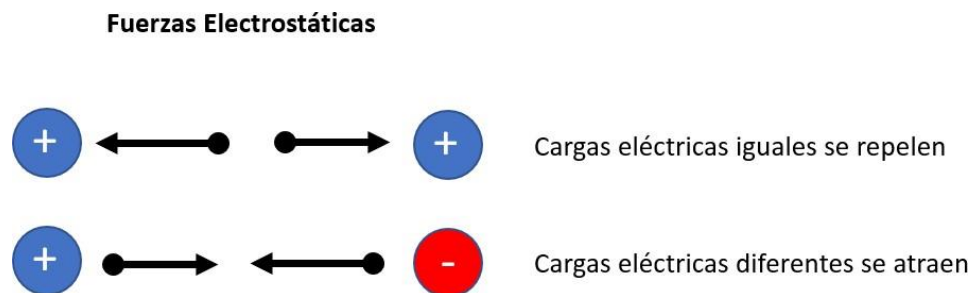 Fuerzas Electrostáticas
+ + Cargas eléctricas iguales se repelen
+ - Cargas eléctricas diferentes se atraen